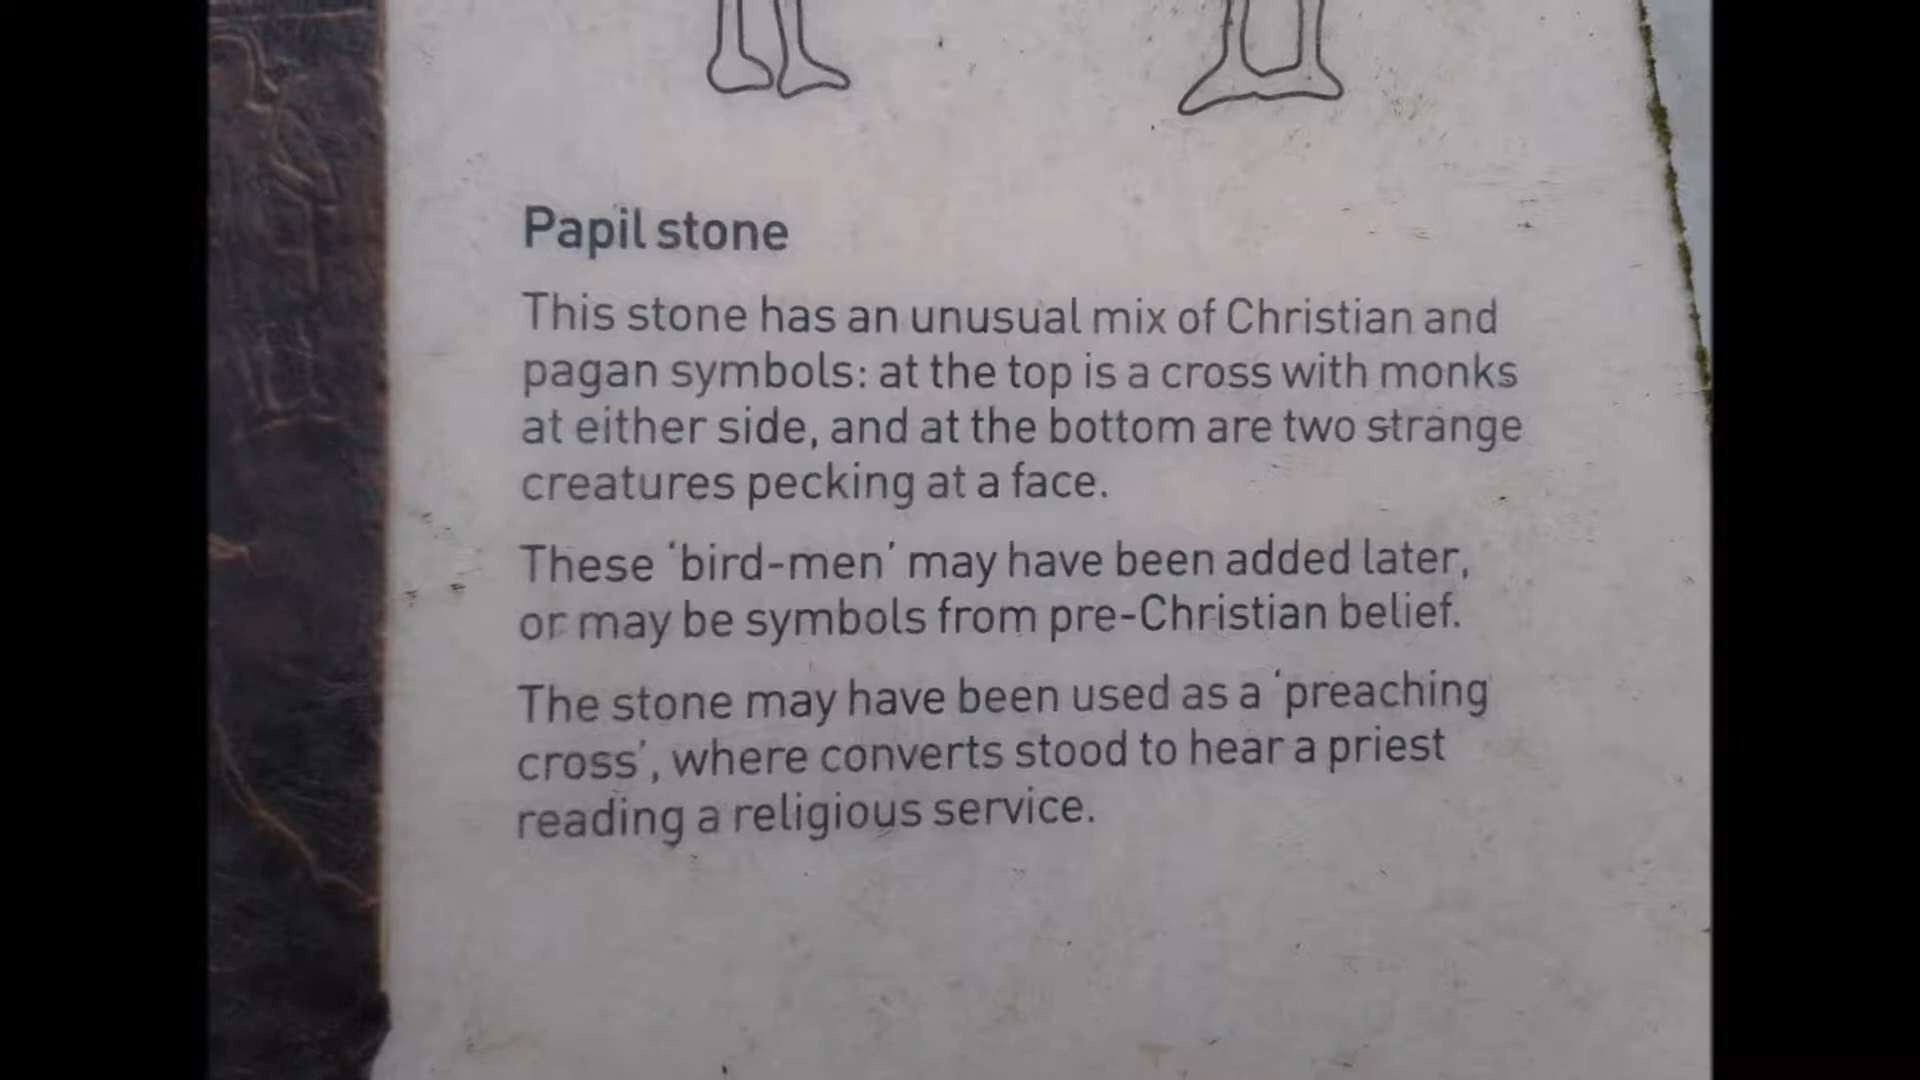 Papil stone
This stone has an unusual mix of Christian and
pagan symbols: at the top is a cross with monks
at either side, and at the bottom are two strange
creatures pecking at a face.
These ‘bird-men’ may have been added later,
or may be symbols from pre-Christian belief.
The stone may have been used as a ‘preaching
cross’, where converts stood to hear a priest
reading a religious service.